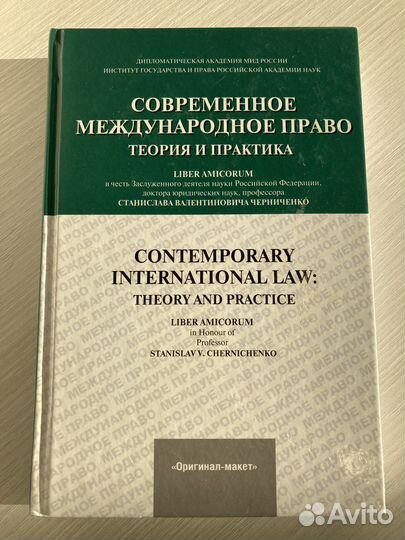 ДИПЛОМАТИЧЕСКАЯ АКАДЕМИЯ МИД РОССИИ
ИНСТИТУТ ГОСУДАРСТВА И ПРАВА РОССИЙСКОЙ АКАДЕМИИ НАУК
СОВРЕМЕННОЕ
МЕЖДУНАРОДНОЕ ПРАВО
ТЕОРИЯ И ПРАКТИКА
LIBER AMICORUM
в честь Заслуженного деятеля науки Российской Федерации,
доктора юридических наук, профессора
СТАНИСЛАВА ВАЛЕНТИНОВИЧА ЧЕРНИЧЕНКО
CONTEMPORARY
INTERNATIONAL LAW:
THEORY AND PRACTICE
LIBER AMICORUM
in Honour of
Professor
STANISLAV V. CHERNICHENKO
«Оригинал-макет»
Avito